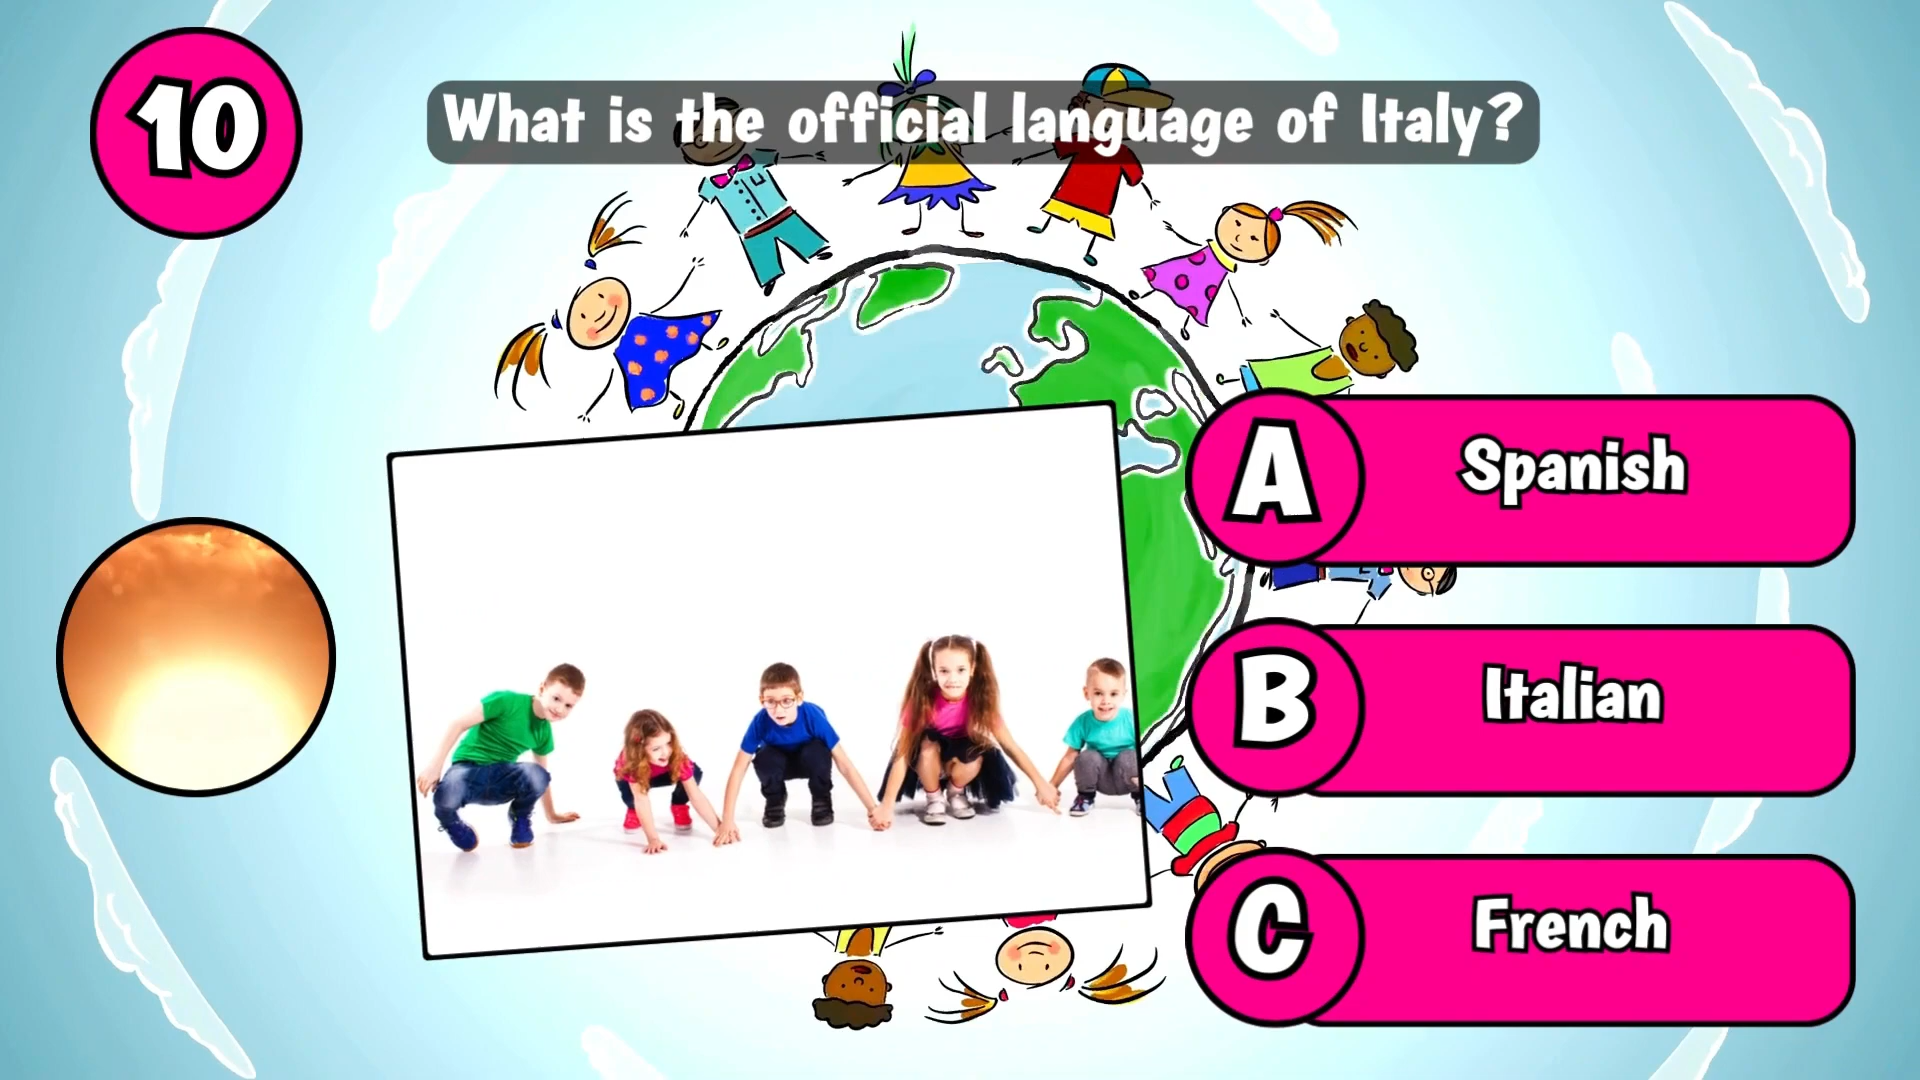 10
What is the official language of Italy?
A
Spanish
B
Italian
C
French